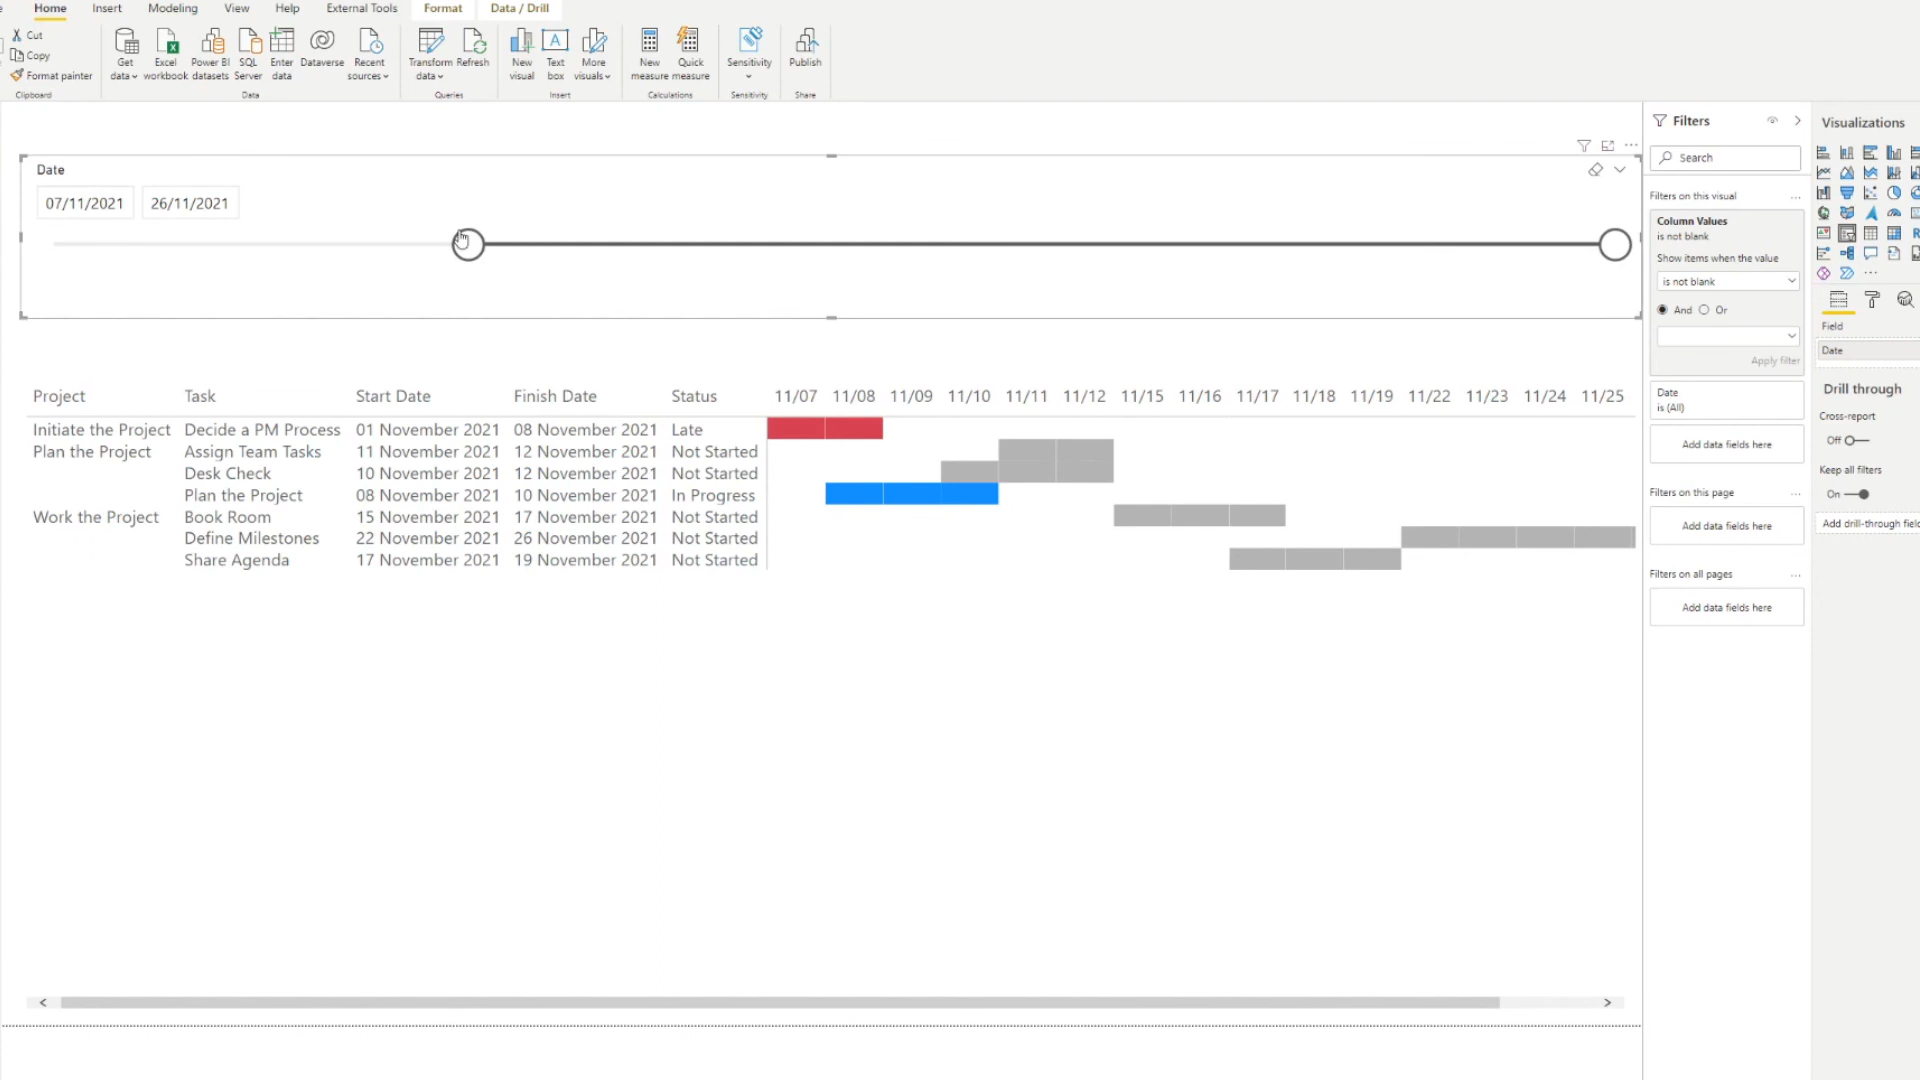 Home Insert Modeling View Help External Tools Format Data / Drill
Cut
Copy
Format painter
Clipboard
Get data
Excel workbook
Power BI datasets
SQL Server
Enter data
Dataverse
Recent sources
Data
Transform data
Refresh
Queries
New visual
Text box
More visuals
Insert
New measure
Quick measure
Calculations
Sensitivity
Sensitivity
Publish
Share
Date
07/11/2021 26/11/2021
Project Task Start Date Finish Date Status 11/07 11/08 11/09 11/10 11/11 11/12 11/15 11/16 11/17 11/18 11/19 11/22 11/23 11/24 11/25
Initiate the Project Decide a PM Process 01 November 2021 08 November 2021 Late
Plan the Project Assign Team Tasks 11 November 2021 12 November 2021 Not Started
Desk Check 10 November 2021 12 November 2021 Not Started
Plan the Project 08 November 2021 10 November 2021 In Progress
Work the Project Book Room 15 November 2021 17 November 2021 Not Started
Define Milestones 22 November 2021 26 November 2021 Not Started
Share Agenda 17 November 2021 19 November 2021 Not Started
Filters
Search
Filters on this visual ...
Column Values
is not blank
Show items when the value
is not blank
And Or
Apply filter
Date
is (All)
Add data fields here
Filters on this page ...
Add data fields here
Filters on all pages ...
Add data fields here
Visualizations
Field
Date
Drill through
Cross-report
Off
Keep all filters
On
Add drill-through